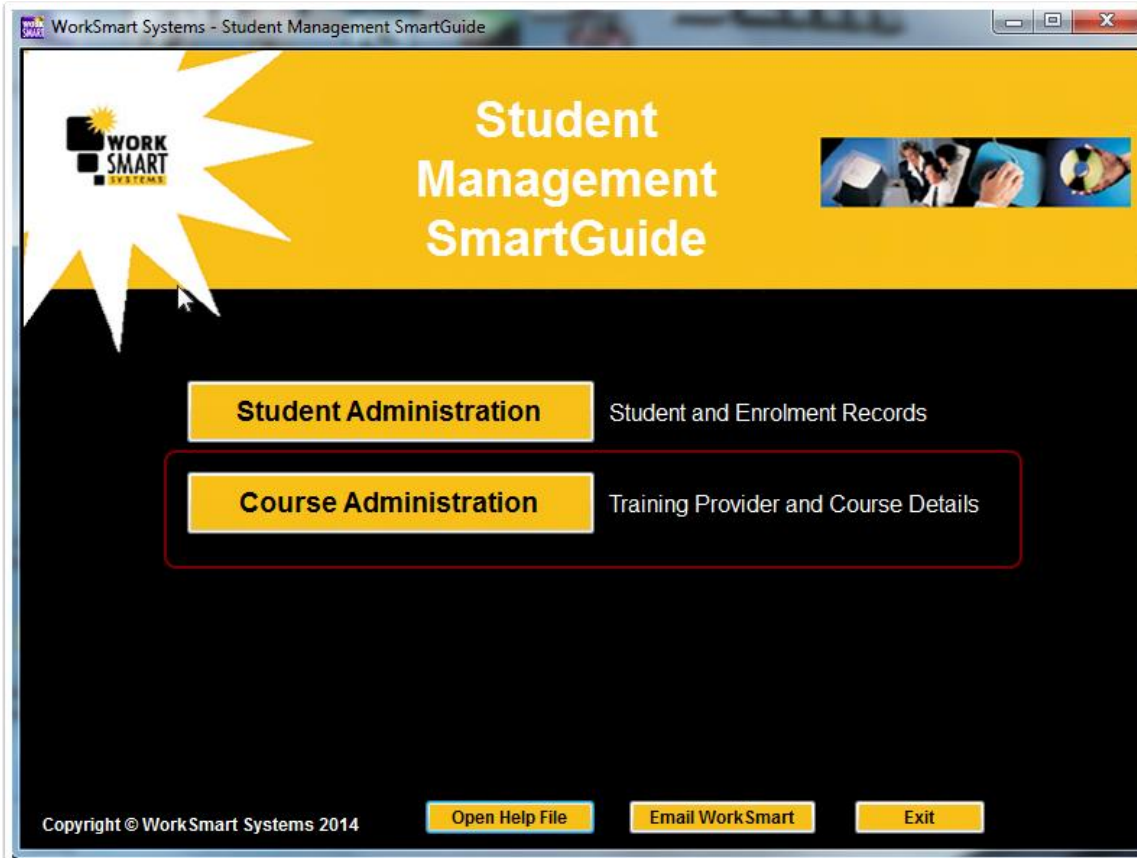 WorkSmart Systems - Student Management SmartGuide
WORK
SMART
SYSTEMS
Student
Management
SmartGuide
Student Administration
Student and Enrolment Records
Course Administration
Training Provider and Course Details
Copyright © WorkSmart Systems 2014
Open Help File
Email WorkSmart
Exit